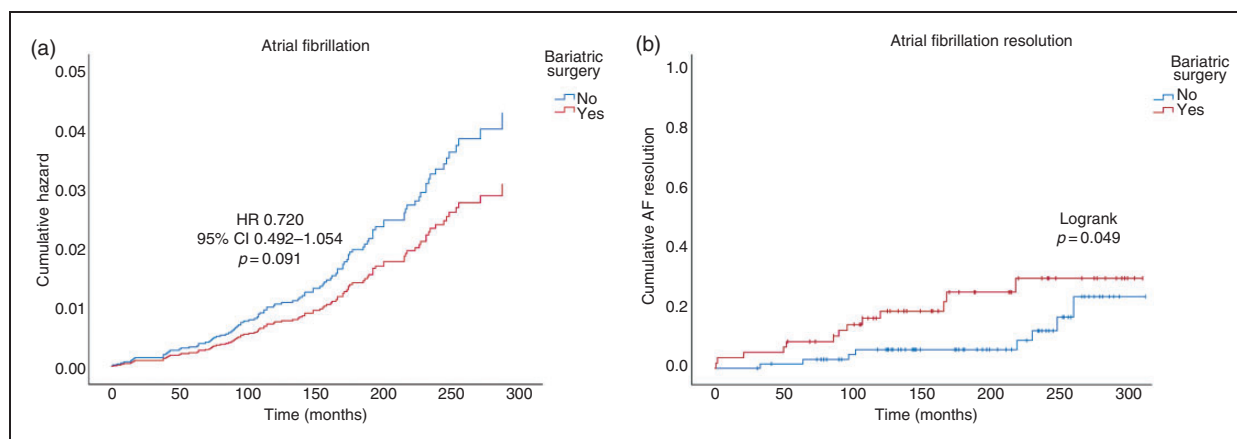 (a)
Atrial fibrillation
Bariatric
surgery
No
Yes
0.05
0.04
0.03
0.02
0.01
0.00
Cumulative hazard
HR 0.720
95% CI 0.492–1.054
p = 0.091
0 50 100 150 200 250 300
Time (months)
(b)
Atrial fibrillation resolution
Bariatric
surgery
No
Yes
1.0
0.8
0.6
0.4
0.2
0.0
Cumulative AF resolution
Logrank
p = 0.049
0 50 100 150 200 250 300
Time (months)